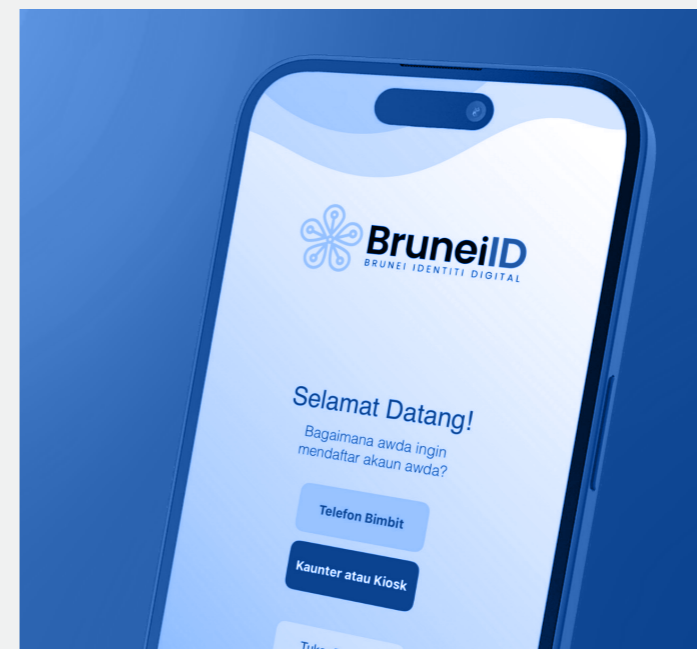 BruneiID
BRUNEI IDENTITI DIGITAL
Selamat Datang!
Bagaimana awda ingin
mendaftar akaun awda?
Telefon Bimbit
Kaunter atau Kiosk